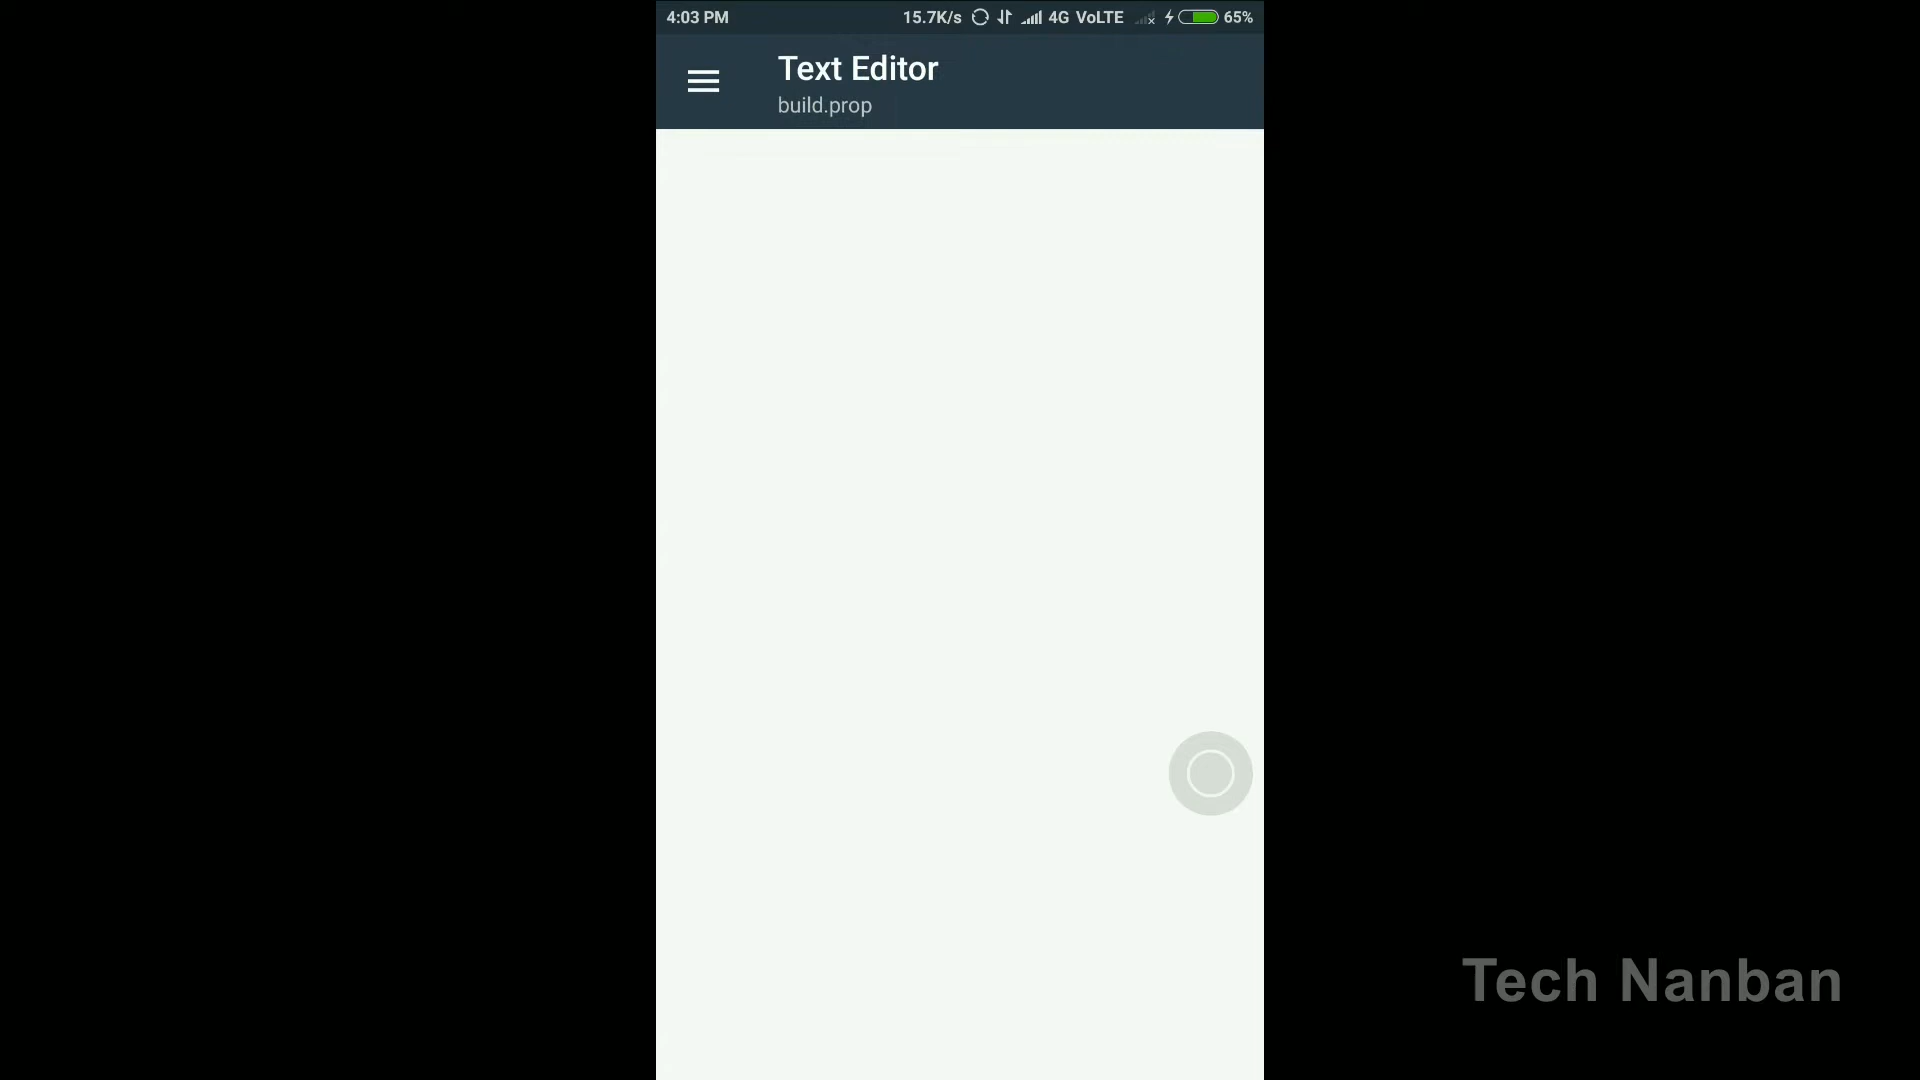 4:03 PM 15.7K/s 4G VoLTE 65%
Text Editor
build.prop
Tech Nanban